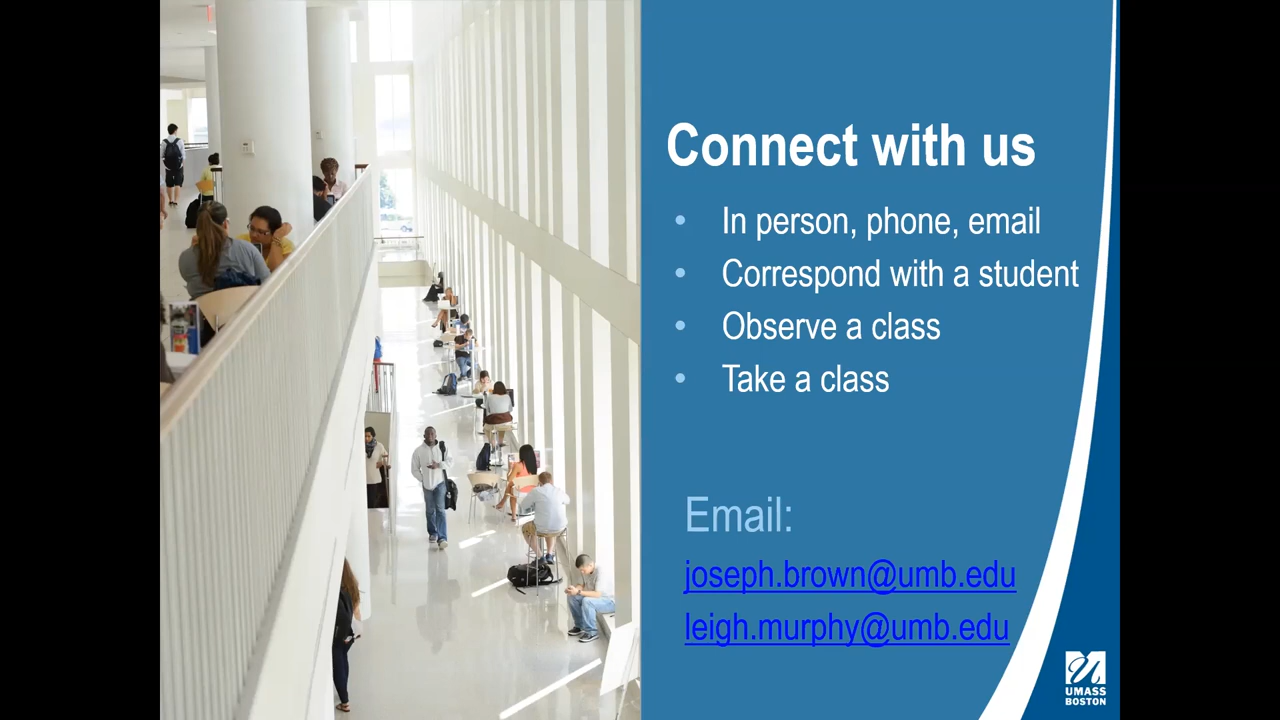 Connect with us
• In person, phone, email
• Correspond with a student
• Observe a class
• Take a class
Email:
joseph.brown@umb.edu
leigh.murphy@umb.edu
UMASS
BOSTON